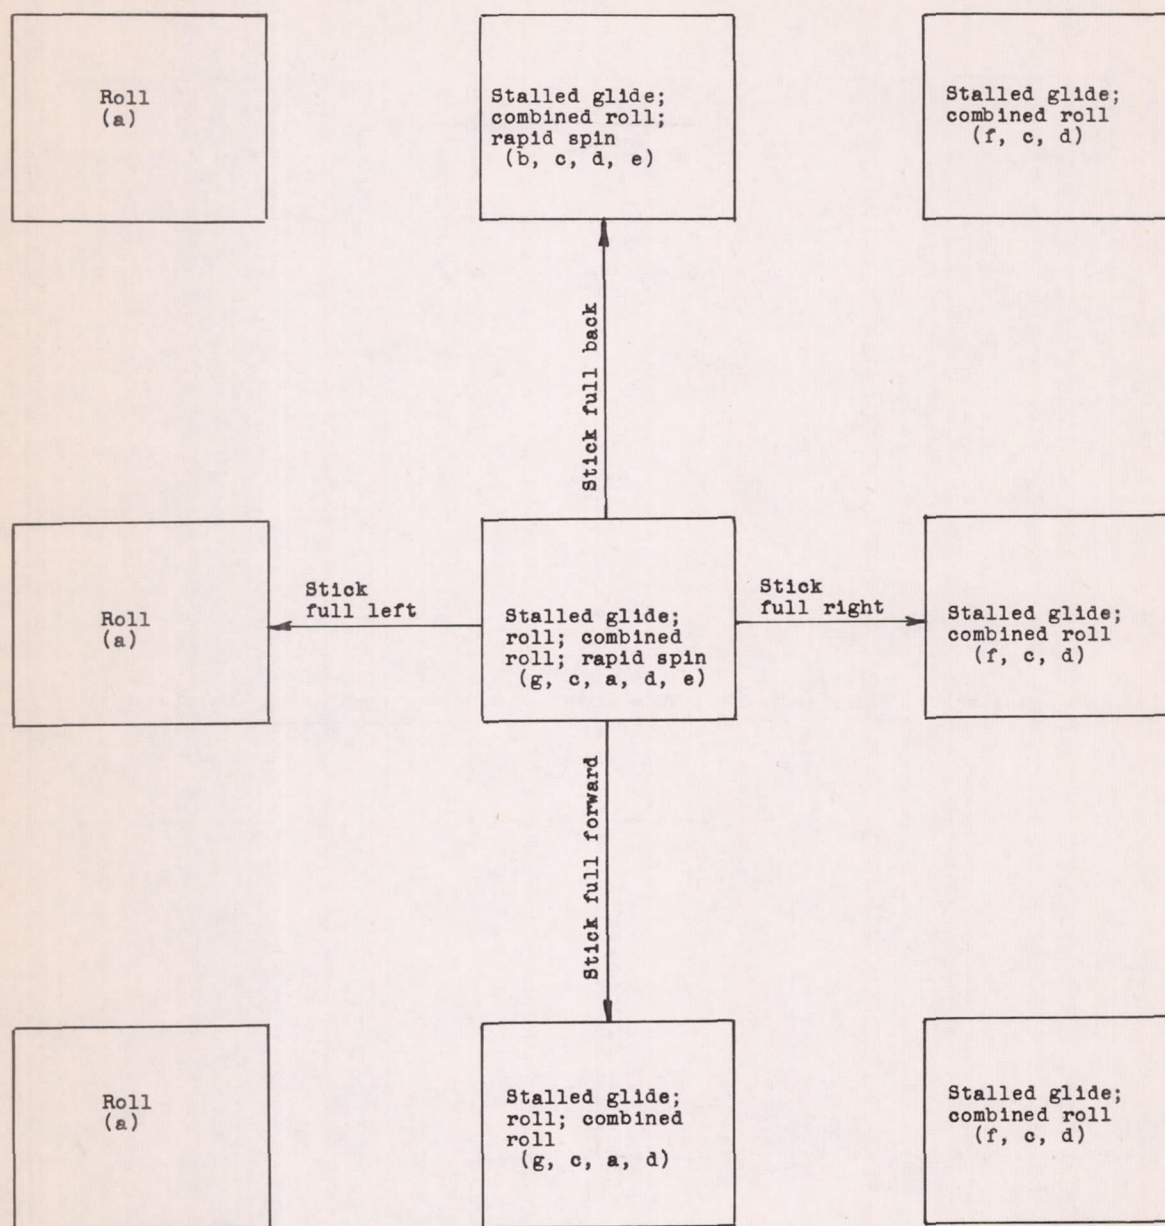 Roll
(a)
Stalled glide;
combined roll;
rapid spin
(b, c, d, e)
Stalled glide;
combined roll
(f, c, d)
Stick full back
Roll
(a)
Stick
full left
Stalled glide;
roll; combined
roll; rapid spin
(g, c, a, d, e)
Stick
full right
Stalled glide;
combined roll
(f, c, d)
Stick full forward
Roll
(a)
Stalled glide;
roll; combined
roll
(g, c, a, d)
Stalled glide;
combined roll
(f, c, d)